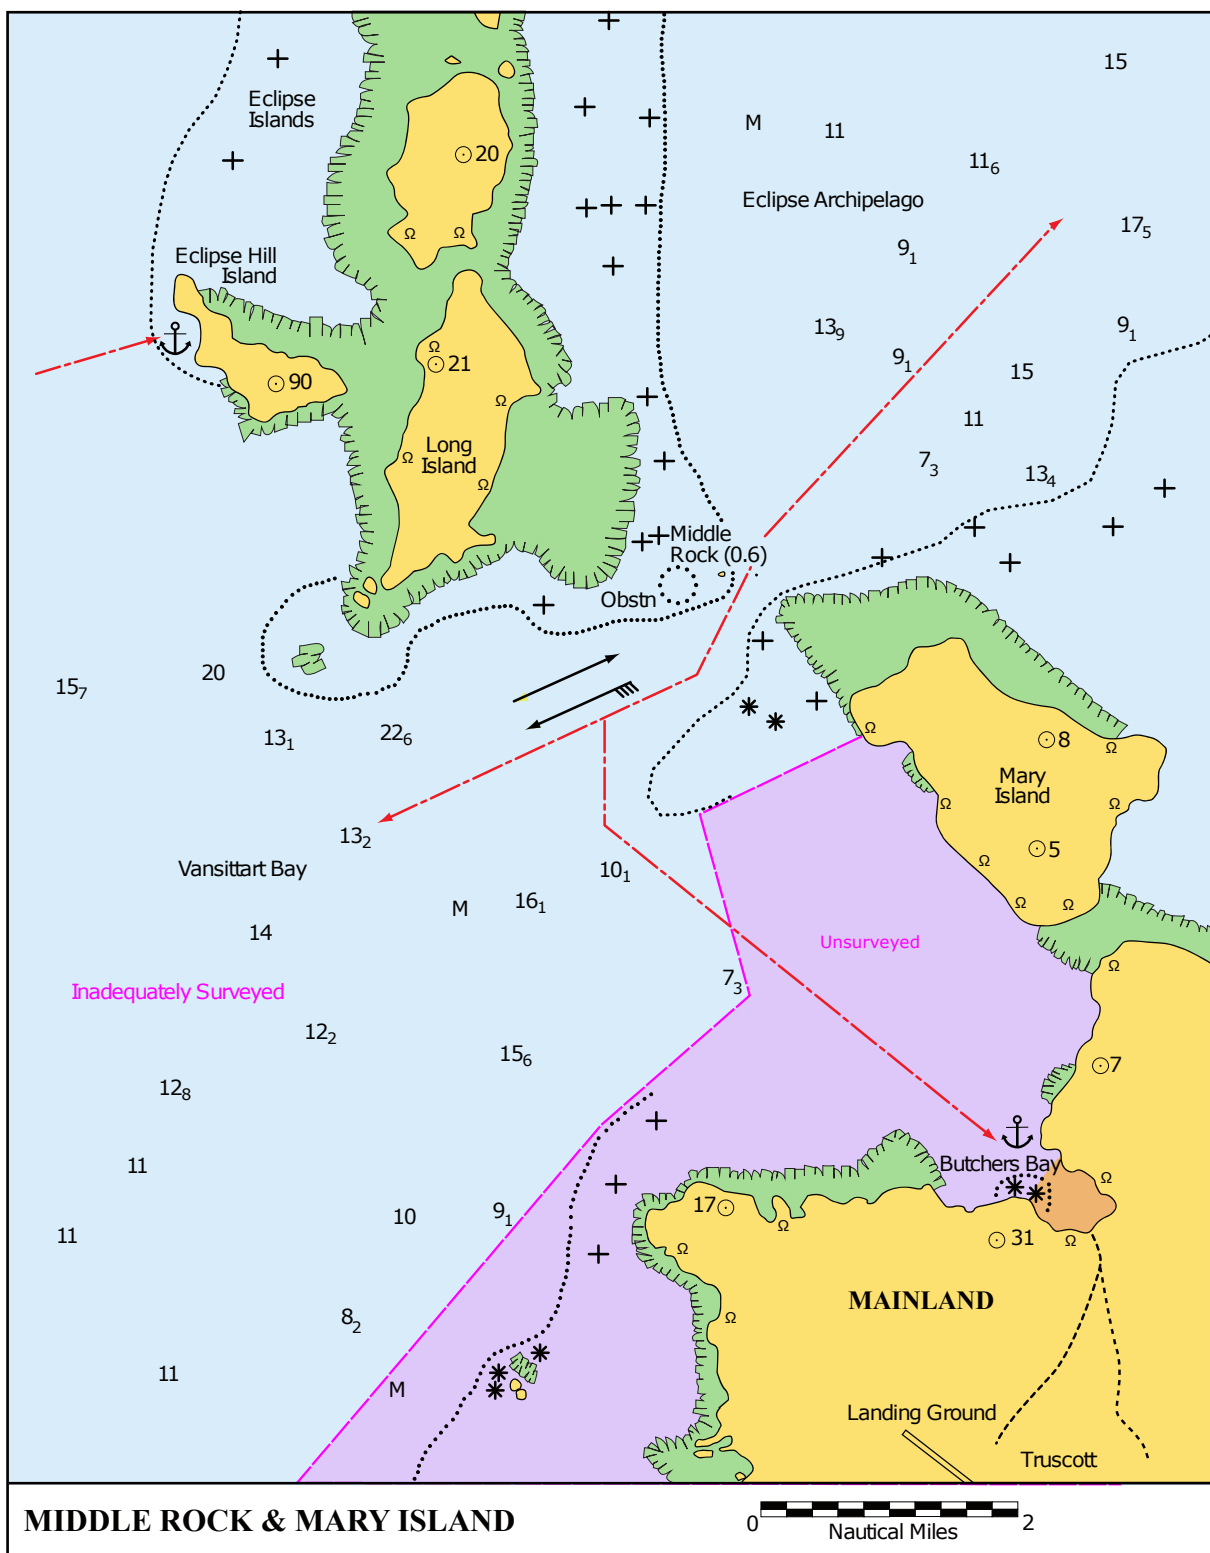 15
Eclipse
Islands
M
11
20
11₆
Eclipse Archipelago
17₅
9₁
Eclipse Hill
Island
13₉
9₁
9₁
21
15
90
11
Long
Island
7₃
13₄
Middle
Rock (0.6)
Obstn
20
15₇
13₁
22₆
8
Mary
Island
13₂
5
Vansittart Bay
10₁
16₁
M
14
Unsurveyed
7₃
Inadequately Surveyed
12₂
15₆
7
12₈
11
Butchers Bay
17
10
9₁
11
31
MAINLAND
8₂
11
M
Landing Ground
Truscott
MIDDLE ROCK & MARY ISLAND
0
2
Nautical Miles